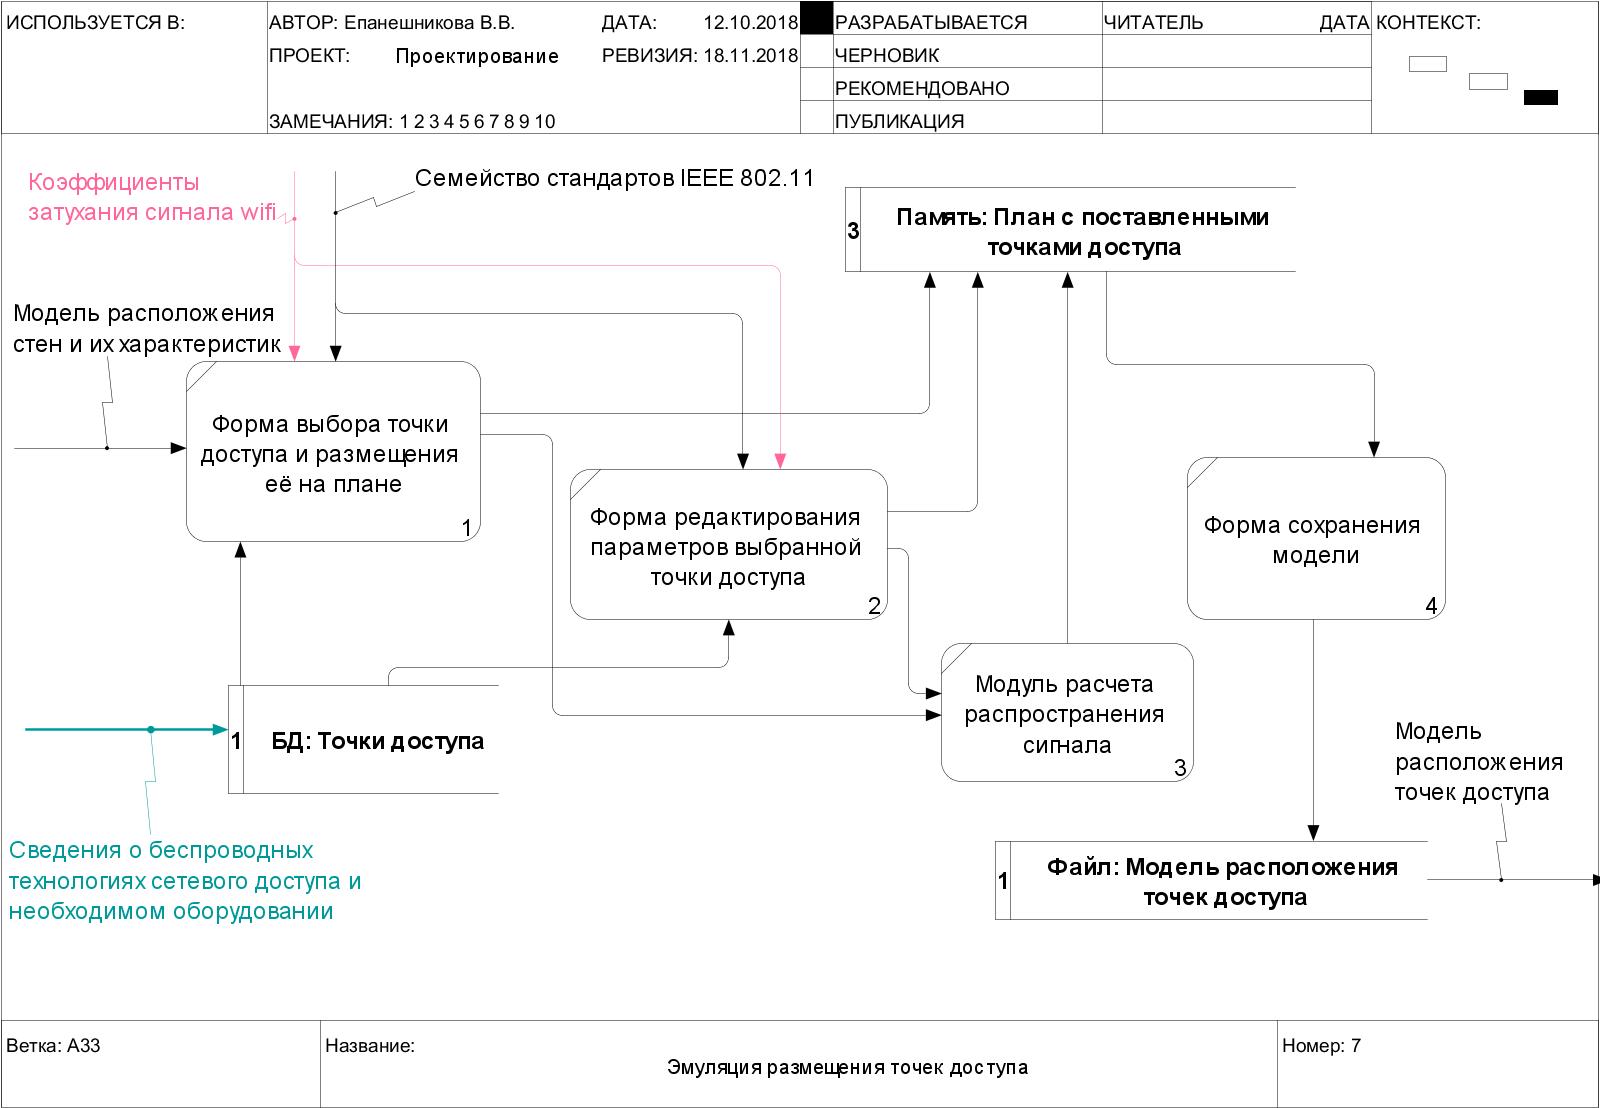 ИСПОЛЬЗУЕТСЯ В:
АВТОР: Епанешникова В.В.
ДАТА: 12.10.2018
ПРОЕКТ: Проектирование
РЕВИЗИЯ: 18.11.2018
ЗАМЕЧАНИЯ: 1 2 3 4 5 6 7 8 9 10
РАЗРАБАТЫВАЕТСЯ
ЧЕРНОВИК
РЕКОМЕНДОВАНО
ПУБЛИКАЦИЯ
ЧИТАТЕЛЬ
ДАТА
КОНТЕКСТ:
Коэффициенты
затухания сигнала wifi
Семейство стандартов IEEE 802.11
3
Память: План с поставленными
точками доступа
Модель расположения
стен и их характеристик
Форма выбора точки
доступа и размещения
её на плане
1
Форма редактирования
параметров выбранной
точки доступа
2
Форма сохранения
модели
4
Модуль расчета
распространения
сигнала
3
1
БД: Точки доступа
Модель
расположения
точек доступа
Сведения о беспроводных
технологиях сетевого доступа и
необходимом оборудовании
1
Файл: Модель расположения
точек доступа
Ветка: A33
Название:
Эмуляция размещения точек доступа
Номер: 7